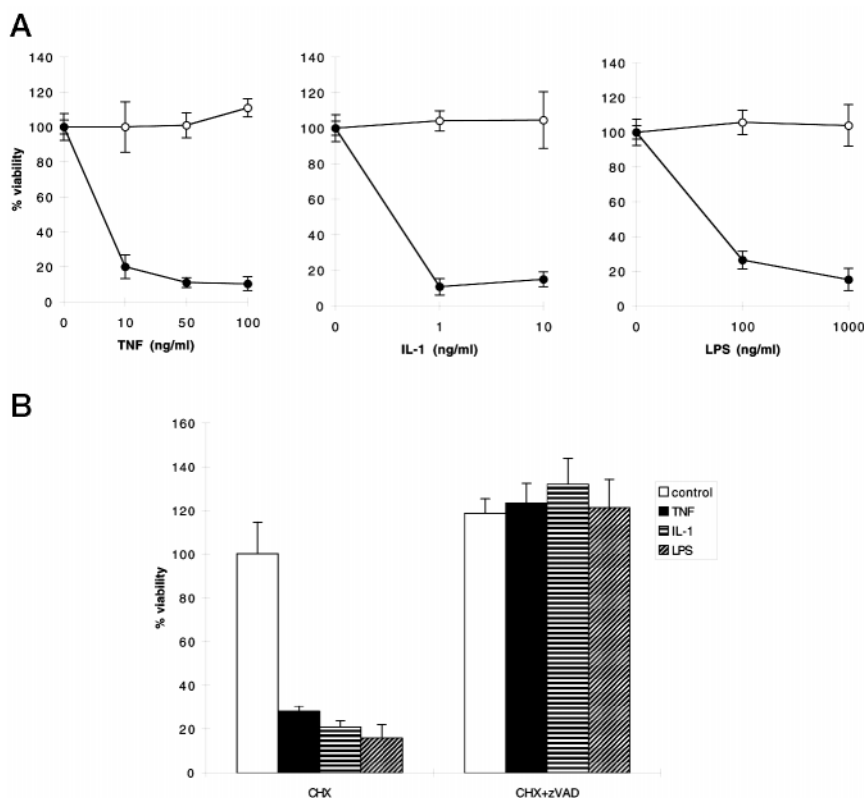 A
140
120
100
80
60
40
20
0
% viability
0 10 50 100
TNF (ng/ml)
140
120
100
80
60
40
20
0
0 1 10
IL-1 (ng/ml)
140
120
100
80
60
40
20
0
0 100 1000
LPS (ng/ml)
B
160
140
120
100
80
60
40
20
0
% viability
CHX CHX+zVAD
control
TNF
IL-1
LPS